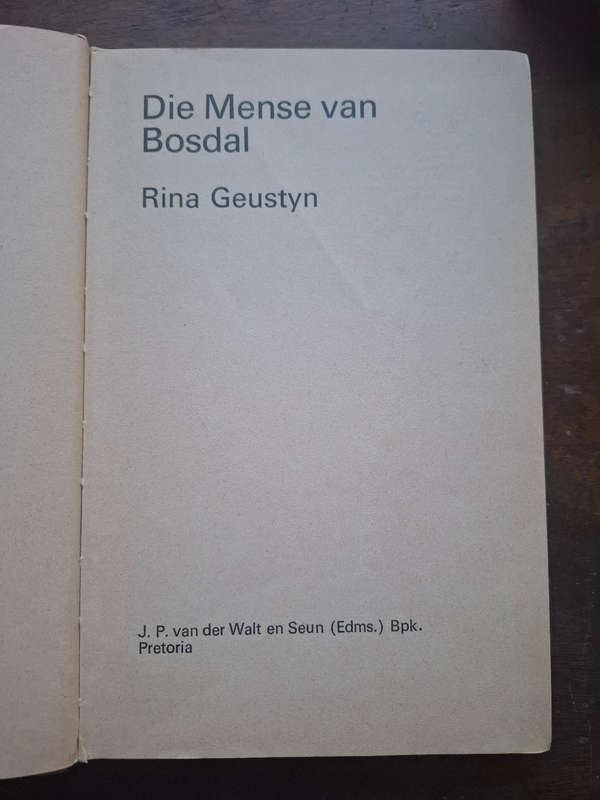 Die Mense van
Bosdal
Rina Geustyn
J. P. van der Walt en Seun (Edms.) Bpk.
Pretoria